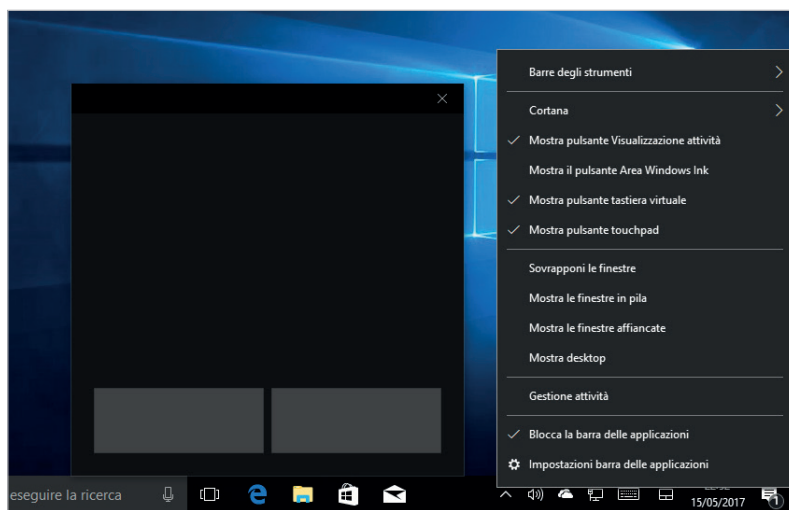 Barre degli strumenti
Cortana
Mostra pulsante Visualizzazione attività
Mostra il pulsante Area Windows Ink
Mostra pulsante tastiera virtuale
Mostra pulsante touchpad
Sovrapponi le finestre
Mostra le finestre in pila
Mostra le finestre affiancate
Mostra desktop
Gestione attività
Blocca la barra delle applicazioni
Impostazioni barra delle applicazioni
eseguire la ricerca
15/05/2017
1